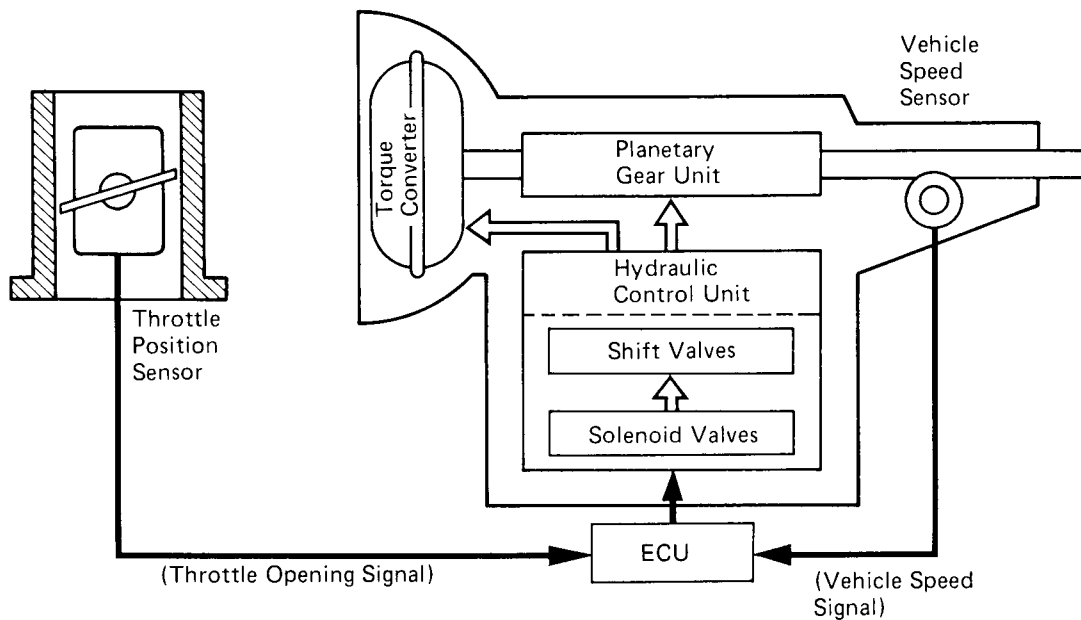 Vehicle
Speed
Sensor
Torque
Converter
Planetary
Gear Unit
Hydraulic
Control Unit
Throttle
Position
Sensor
Shift Valves
Solenoid Valves
ECU
(Throttle Opening Signal)
(Vehicle Speed
Signal)